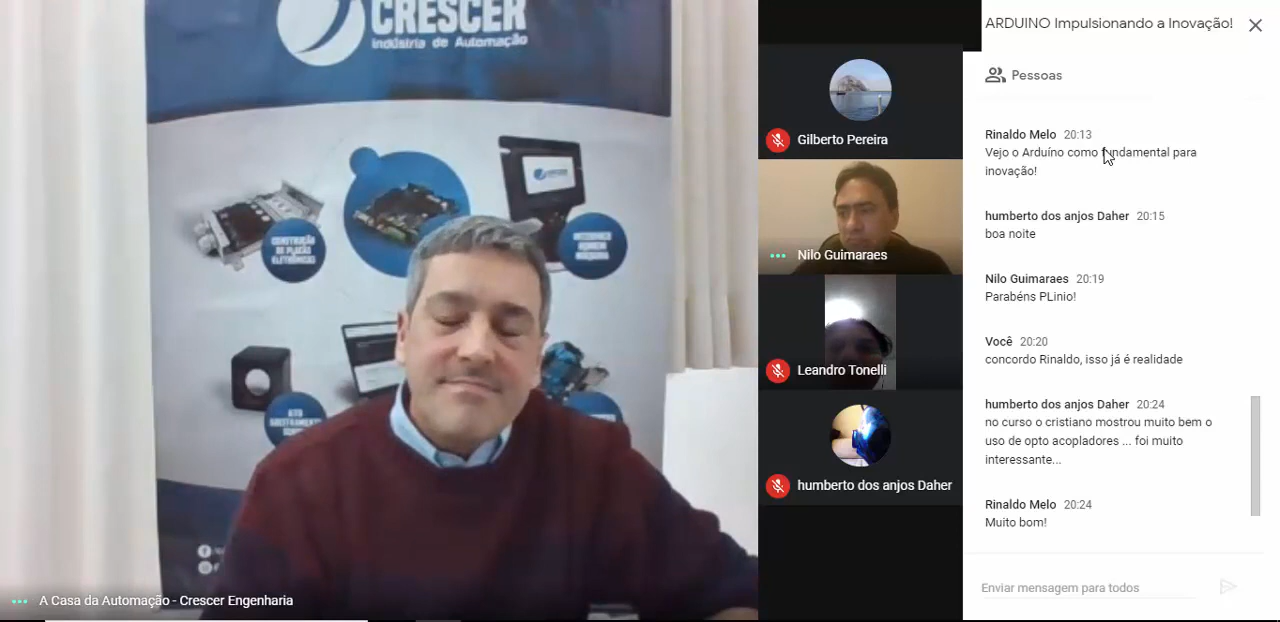 CRESCER
Indústria de Automação
CONSTRUÇÃO
DE PLACAS
ELETRÔNICAS
A Casa da Automação - Crescer Engenharia
Gilberto Pereira
Nilo Guimaraes
Leandro Tonelli
humberto dos anjos Daher
ARDUINO Impulsionando a Inovação!
Pessoas
Rinaldo Melo 20:13
Vejo o Arduíno como fundamental para
inovação!
humberto dos anjos Daher 20:15
boa noite
Nilo Guimaraes 20:19
Parabéns PLinio!
Você 20:20
concordo Rinaldo, isso já é realidade
humberto dos anjos Daher 20:24
no curso o cristiano mostrou muito bem o
uso de opto acopladores ... foi muito
interessante...
Rinaldo Melo 20:24
Muito bom!
Enviar mensagem para todos